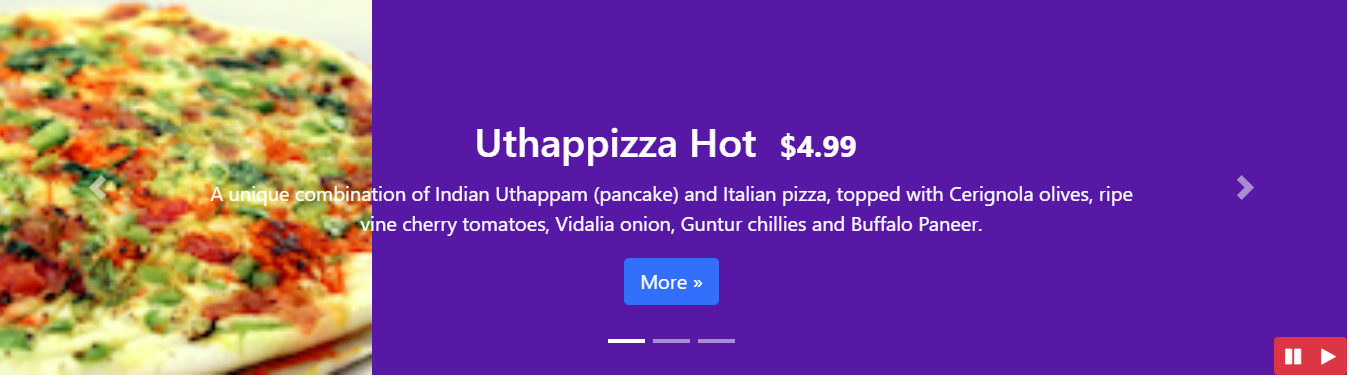 Uthappizza Hot $4.99
A unique combination of Indian Uthappam (pancake) and Italian pizza, topped with Cerignola olives, ripe
vine cherry tomatoes, Vidalia onion, Guntur chillies and Buffalo Paneer.
More »